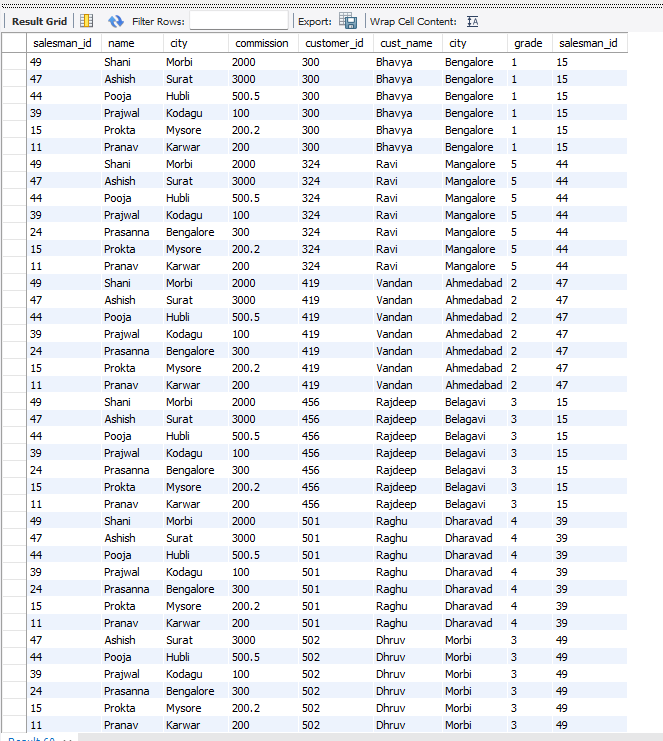 Result Grid Filter Rows: Export: Wrap Cell Content:
salesman_id name city commission customer_id cust_name city grade salesman_id
49 Shani Morbi 2000 300 Bhavya Bengalore 1 15
47 Ashish Surat 3000 300 Bhavya Bengalore 1 15
44 Pooja Hubli 500.5 300 Bhavya Bengalore 1 15
39 Prajwal Kodagu 100 300 Bhavya Bengalore 1 15
15 Prokta Mysore 200.2 300 Bhavya Bengalore 1 15
11 Pranav Karwar 200 300 Bhavya Bengalore 1 15
49 Shani Morbi 2000 324 Ravi Mangalore 5 44
47 Ashish Surat 3000 324 Ravi Mangalore 5 44
44 Pooja Hubli 500.5 324 Ravi Mangalore 5 44
39 Prajwal Kodagu 100 324 Ravi Mangalore 5 44
24 Prasanna Bengalore 300 324 Ravi Mangalore 5 44
15 Prokta Mysore 200.2 324 Ravi Mangalore 5 44
11 Pranav Karwar 200 324 Ravi Mangalore 5 44
49 Shani Morbi 2000 419 Vandan Ahmedabad 2 47
47 Ashish Surat 3000 419 Vandan Ahmedabad 2 47
44 Pooja Hubli 500.5 419 Vandan Ahmedabad 2 47
39 Prajwal Kodagu 100 419 Vandan Ahmedabad 2 47
24 Prasanna Bengalore 300 419 Vandan Ahmedabad 2 47
15 Prokta Mysore 200.2 419 Vandan Ahmedabad 2 47
11 Pranav Karwar 200 419 Vandan Ahmedabad 2 47
49 Shani Morbi 2000 456 Rajdeep Belagavi 3 15
47 Ashish Surat 3000 456 Rajdeep Belagavi 3 15
44 Pooja Hubli 500.5 456 Rajdeep Belagavi 3 15
39 Prajwal Kodagu 100 456 Rajdeep Belagavi 3 15
24 Prasanna Bengalore 300 456 Rajdeep Belagavi 3 15
15 Prokta Mysore 200.2 456 Rajdeep Belagavi 3 15
11 Pranav Karwar 200 456 Rajdeep Belagavi 3 15
49 Shani Morbi 2000 501 Raghu Dharavad 4 39
47 Ashish Surat 3000 501 Raghu Dharavad 4 39
44 Pooja Hubli 500.5 501 Raghu Dharavad 4 39
39 Prajwal Kodagu 100 501 Raghu Dharavad 4 39
24 Prasanna Bengalore 300 501 Raghu Dharavad 4 39
15 Prokta Mysore 200.2 501 Raghu Dharavad 4 39
11 Pranav Karwar 200 501 Raghu Dharavad 4 39
47 Ashish Surat 3000 502 Dhruv Morbi 3 49
44 Pooja Hubli 500.5 502 Dhruv Morbi 3 49
39 Prajwal Kodagu 100 502 Dhruv Morbi 3 49
24 Prasanna Bengalore 300 502 Dhruv Morbi 3 49
15 Prokta Mysore 200.2 502 Dhruv Morbi 3 49
11 Pranav Karwar 200 502 Dhruv Morbi 3 49